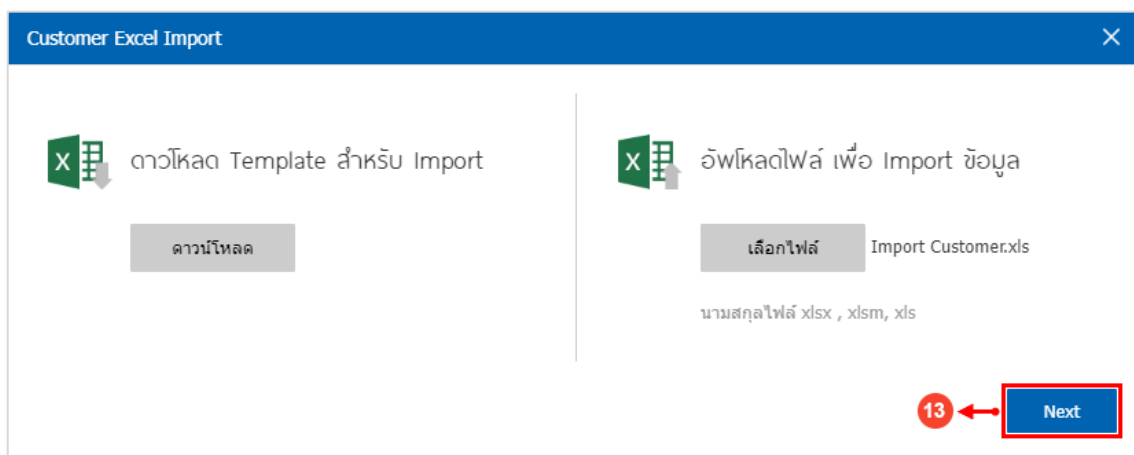 Customer Excel Import
ดาวโหลด Template สำหรับ Import
ดาวน์โหลด
อัพโหลดไฟล์ เพื่อ Import ข้อมูล
เลือกไฟล์ Import Customer.xls
นามสกุลไฟล์ xlsx , xlsm, xls
13
Next